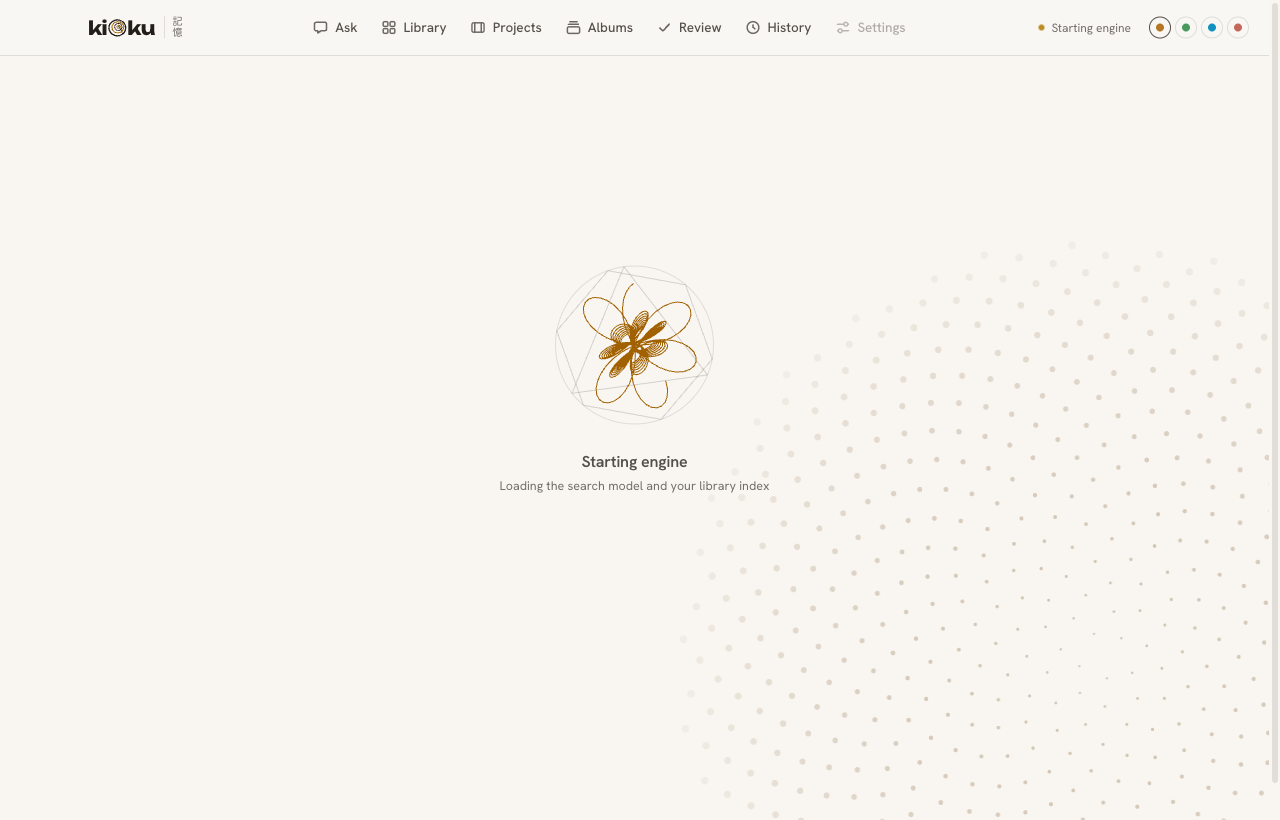 kioku 記憶
Ask Library Projects Albums Review History Settings Starting engine
Starting engine
Loading the search model and your library index